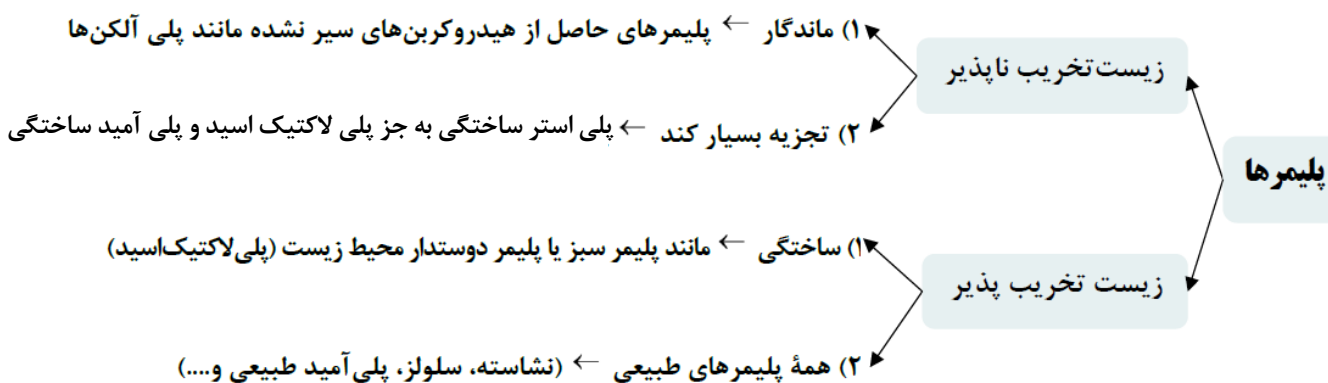 پلیمرها
زیست‌تخریب ناپذیر
۱) ماندگار ← پلیمرهای حاصل از هیدروکربن‌های سیر نشده مانند پلی آلکن‌ها
۲) تجزیه بسیار کند ← پلی استر ساختگی به جز پلی لاکتیک اسید و پلی آمید ساختگی
زیست تخریب پذیر
۱) ساختگی ← مانند پلیمر سبز یا پلیمر دوستدار محیط زیست (پلی‌لاکتیک‌اسید)
۲) همهٔ پلیمرهای طبیعی ← (نشاسته، سلولز، پلی‌آمید طبیعی و....)